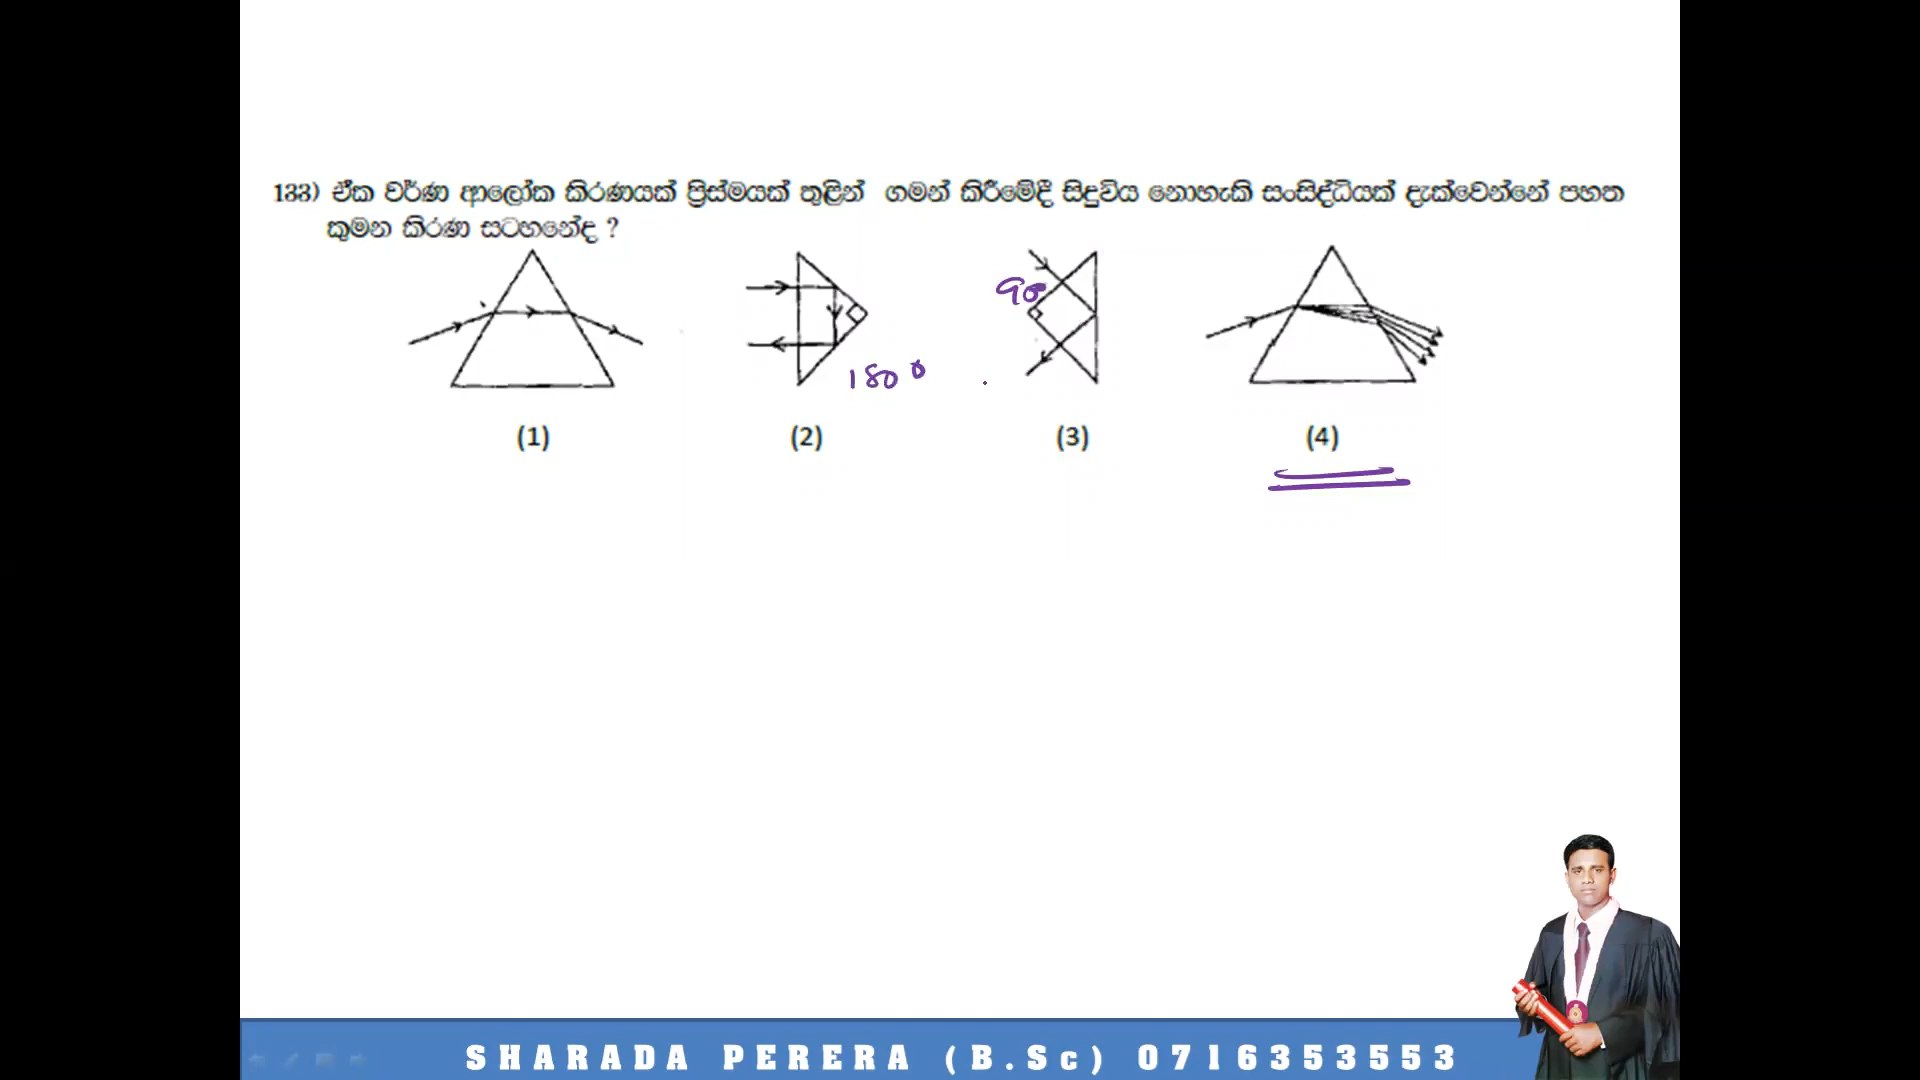 133) ඒක වර්ණ ආලෝක කිරණයක් ප්‍රිස්මයක් තුළින් ගමන් කිරීමේදී සිදුවිය නොහැකි සංසිද්ධියක් දැක්වෙන්නේ පහත
කුමන කිරණ සටහනේද ?
90
180°
(1) (2) (3) (4)
SHARADA PERERA (B.Sc) 0716353553